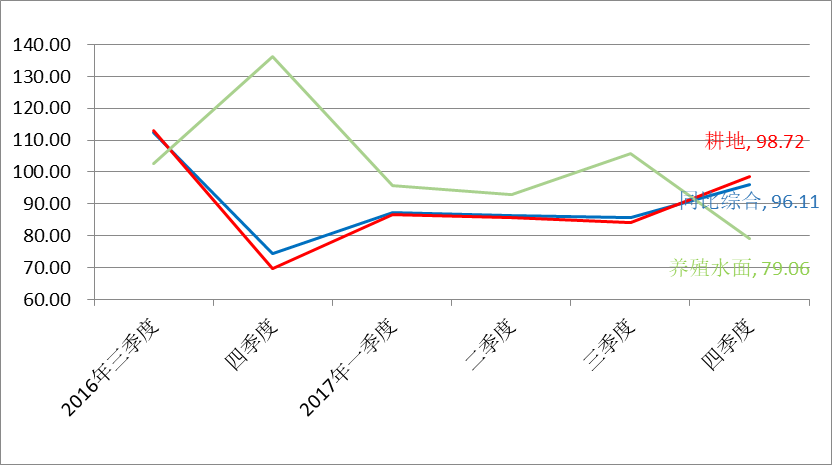 140.00
130.00
120.00
110.00
100.00
90.00
80.00
70.00
60.00
耕地, 98.72
同比综合, 96.11
养殖水面, 79.06
2016年三季度
四季度
2017年一季度
二季度
三季度
四季度